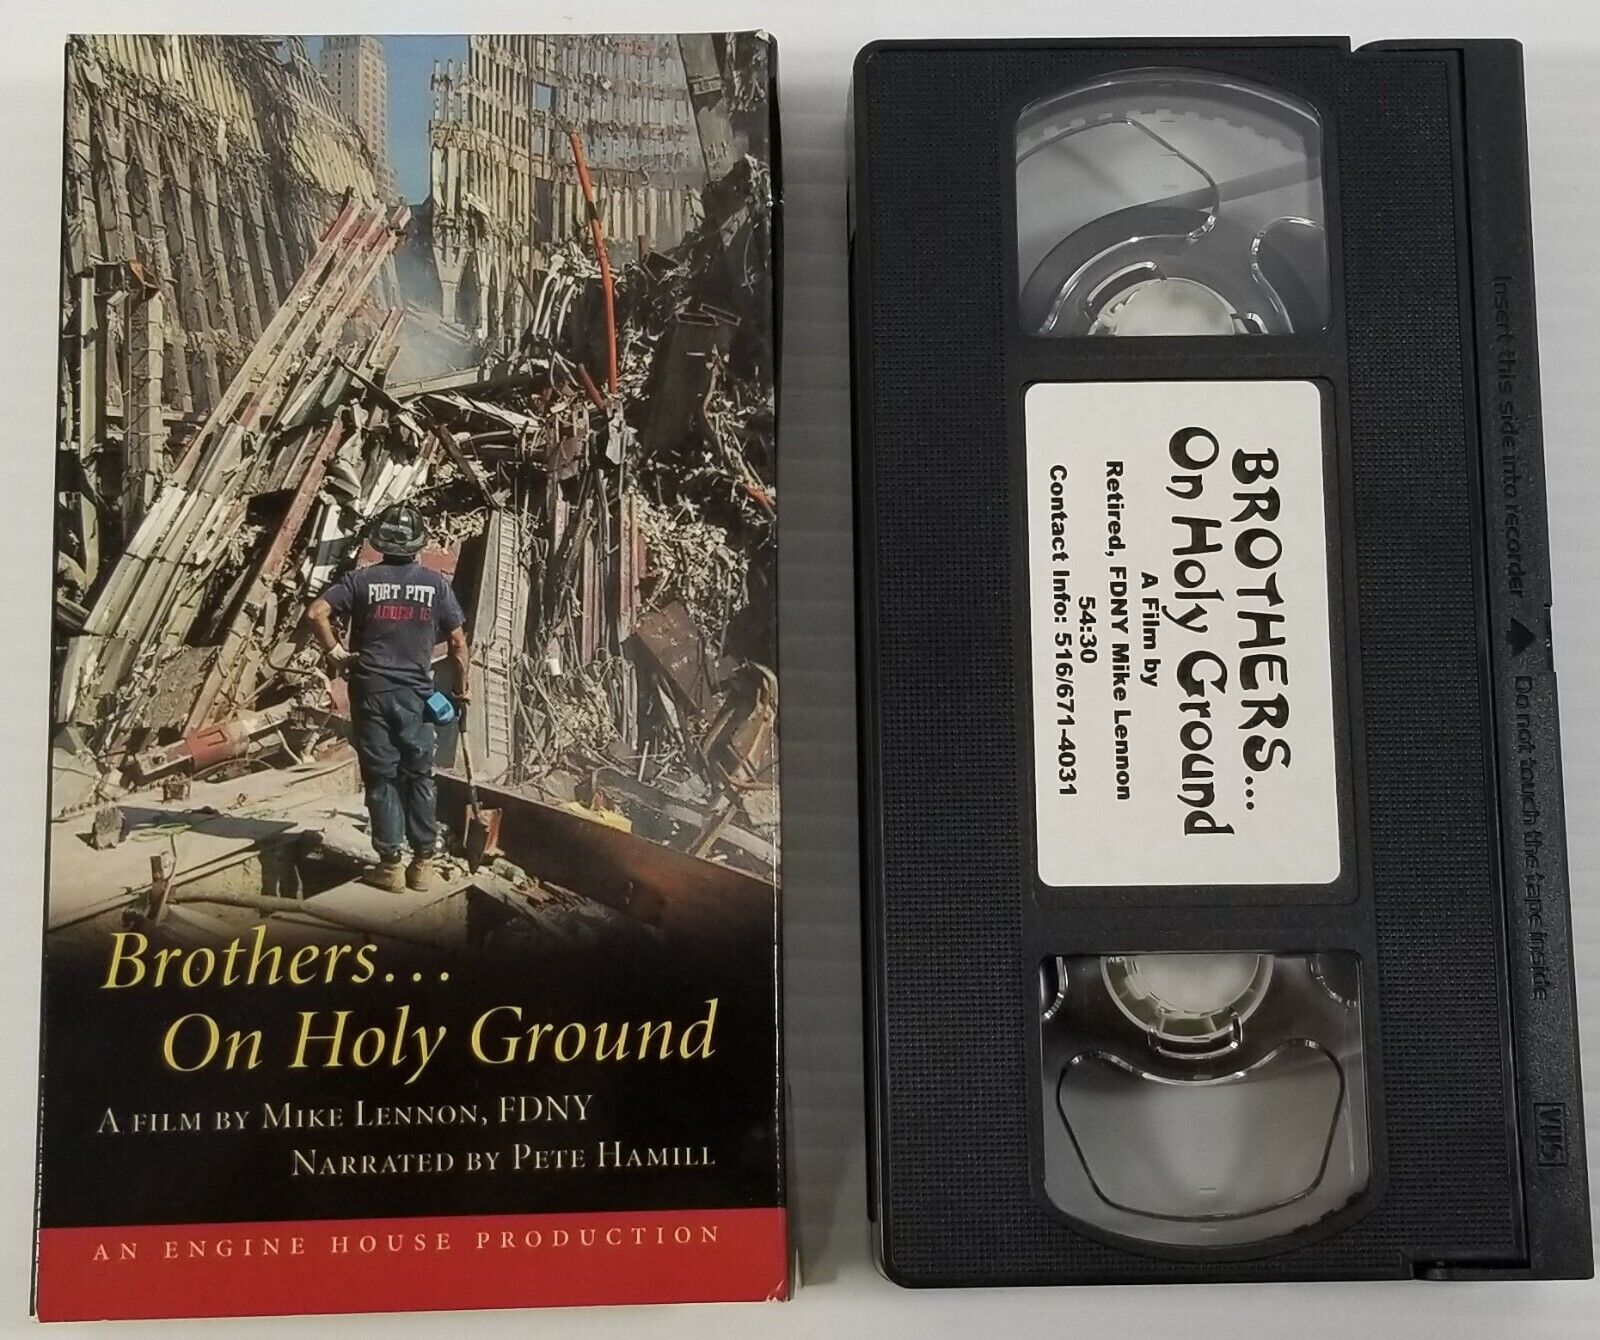 FORT PITT
LADDER 18
Brothers...
On Holy Ground
A FILM BY MIKE LENNON, FDNY
NARRATED BY PETE HAMILL
AN ENGINE HOUSE PRODUCTION
BROTHERS...
On Holy Ground
A Film by
Retired, FDNY Mike Lennon
54:30
Contact Info: 516/671-4031
Insert this side into recorder
Do not touch the tape inside
VHS